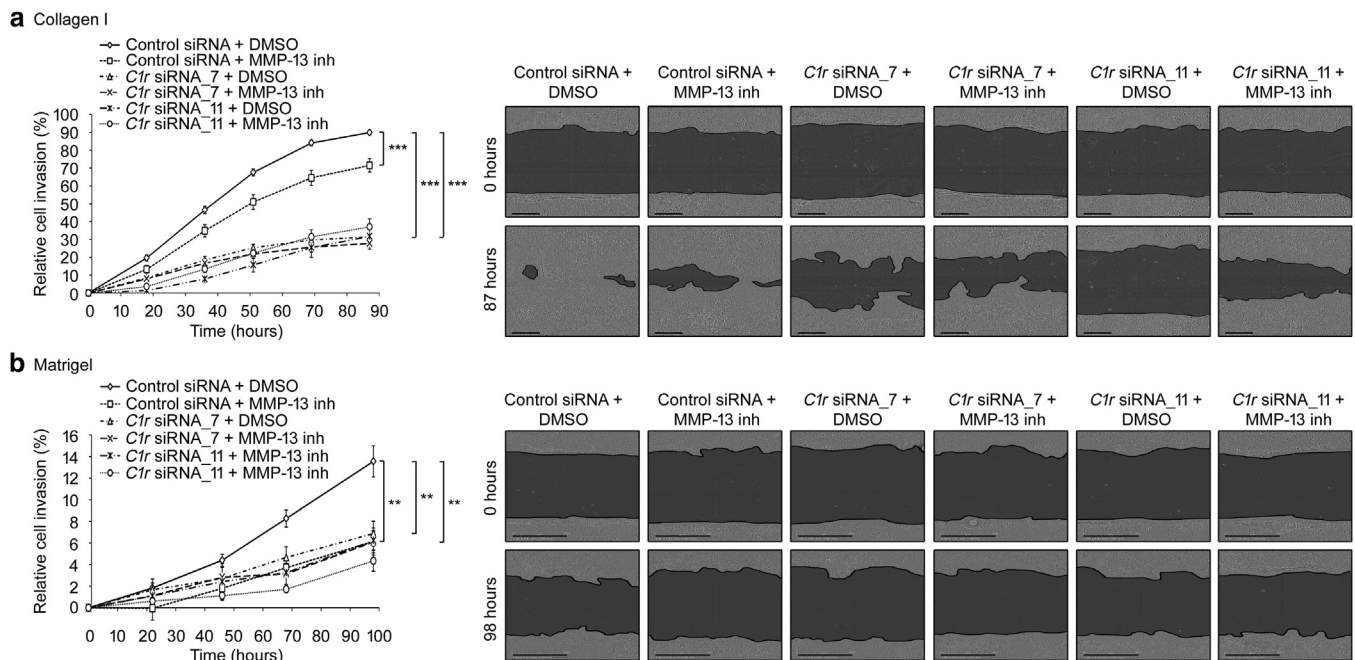 a Collagen I
Control siRNA + DMSO
Control siRNA + MMP-13 inh
C1r siRNA_7 + DMSO
C1r siRNA_7 + MMP-13 inh
C1r siRNA_11 + DMSO
C1r siRNA_11 + MMP-13 inh
Relative cell invasion (%)
100
90
80
70
60
50
40
30
20
10
0
0 10 20 30 40 50 60 70 80 90
Time (hours)
*** *** ***
Control siRNA + DMSO
Control siRNA + MMP-13 inh
C1r siRNA_7 + DMSO
C1r siRNA_7 + MMP-13 inh
C1r siRNA_11 + DMSO
C1r siRNA_11 + MMP-13 inh
0 hours
87 hours
b Matrigel
Control siRNA + DMSO
Control siRNA + MMP-13 inh
C1r siRNA_7 + DMSO
C1r siRNA_7 + MMP-13 inh
C1r siRNA_11 + MMP-13 inh
C1r siRNA_11 + MMP-13 inh
Relative cell invasion (%)
16
14
12
10
8
6
4
2
0
0 10 20 30 40 50 60 70 80 90 100
Time (hours)
** ** **
Control siRNA + DMSO
Control siRNA + MMP-13 inh
C1r siRNA_7 + DMSO
C1r siRNA_7 + MMP-13 inh
C1r siRNA_11 + DMSO
C1r siRNA_11 + MMP-13 inh
0 hours
98 hours